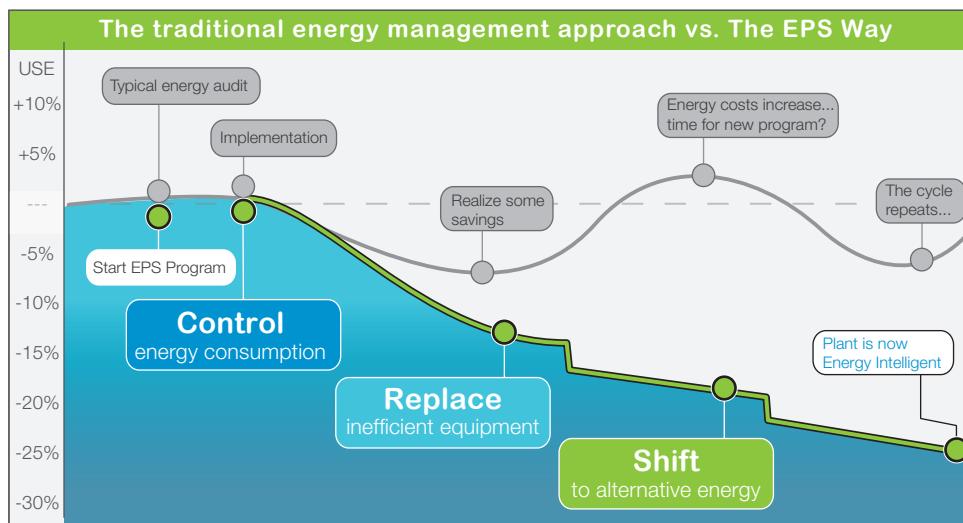 The traditional energy management approach vs. The EPS Way
USE
+10%
+5%
---
-5%
-10%
-15%
-20%
-25%
-30%
Typical energy audit
Implementation
Realize some
savings
Energy costs increase...
time for new program?
The cycle
repeats...
Start EPS Program
Control
energy consumption
Replace
inefficient equipment
Shift
to alternative energy
Plant is now
Energy Intelligent